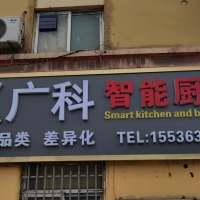 广科 智能厨
Smart kitchen and b
品类 差异化 TEL:155363